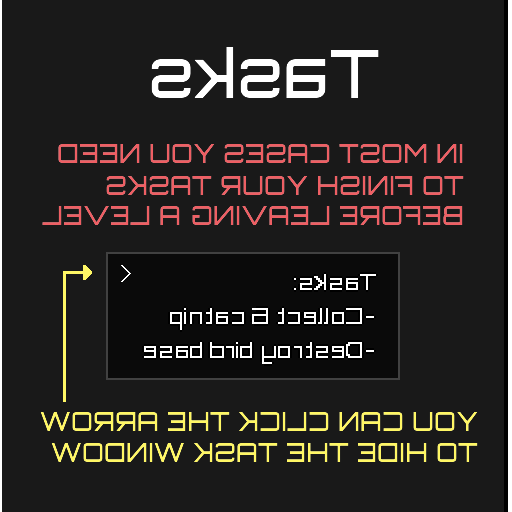 Tasks
IN MOST CASES YOU NEED
TO FINISH YOUR TASKS
BEFORE LEAVING A LEVEL
Tasks:
-Collect 6 catnip
-Destroy bird base
YOU CAN CLICK THE ARROW
TO HIDE THE TASK WINDOW